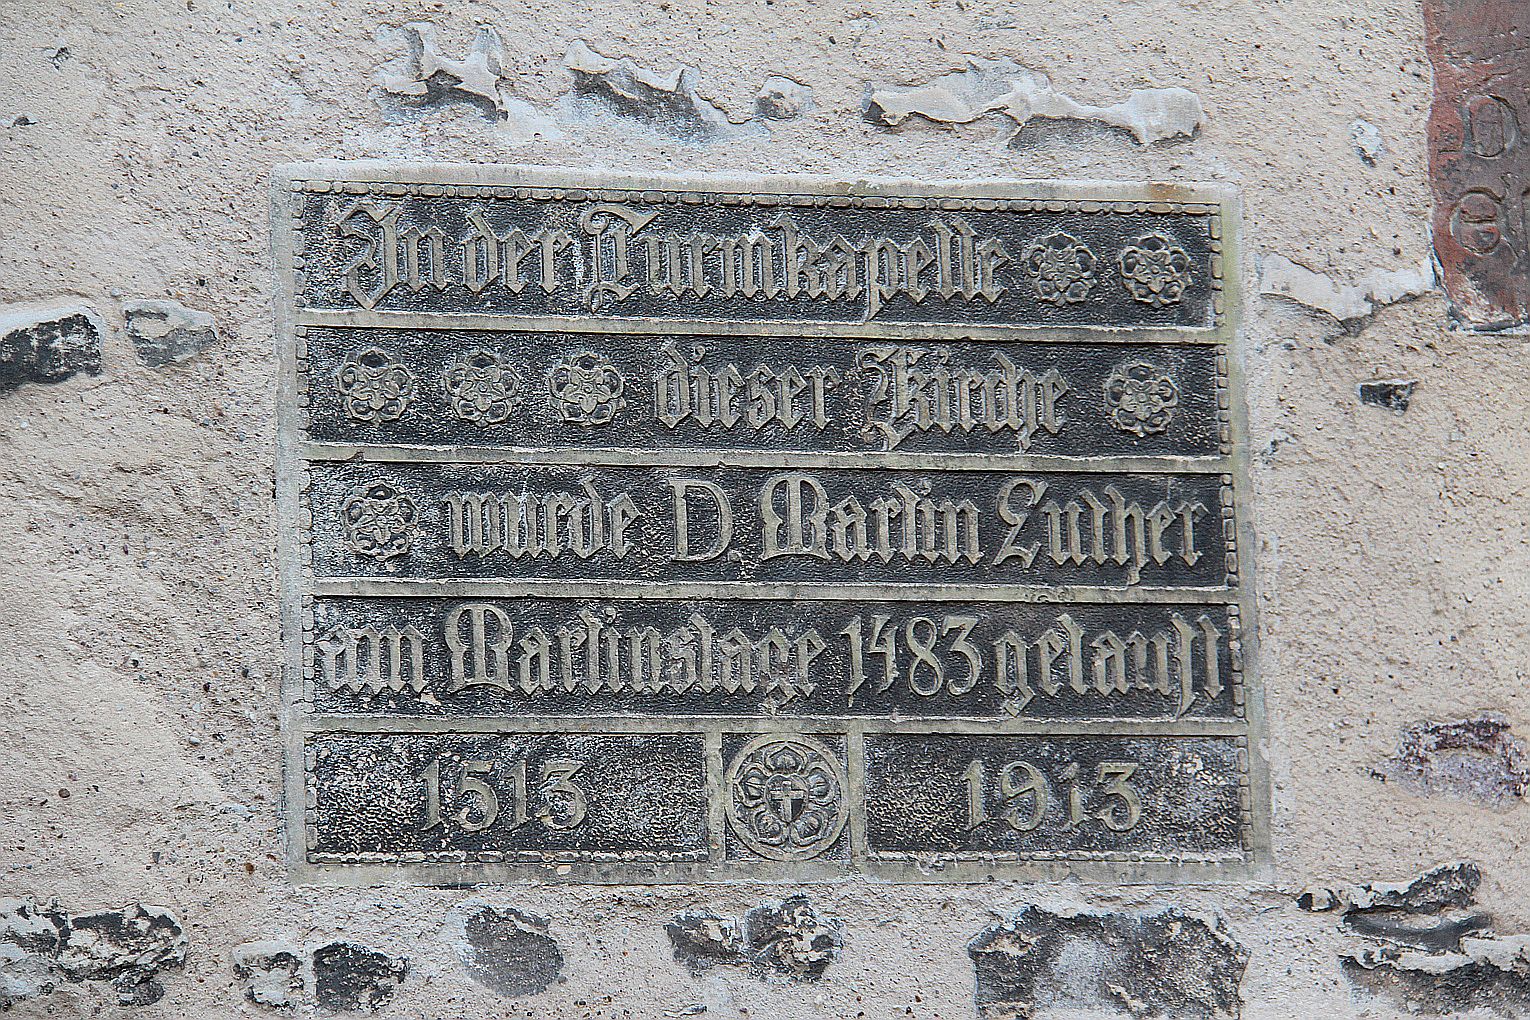 In der Turmkapelle
dieser Kirche
wurde D Martin Luther
am Martinstage 1483 getauft
1513 1913
D